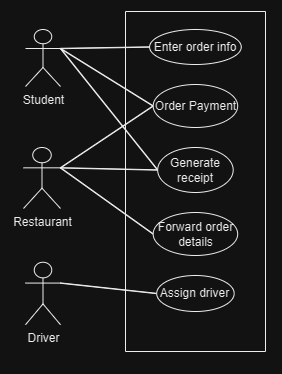 Enter order info
Student
Order Payment
Generate
receipt
Restaurant
Forward order
details
Assign driver
Driver